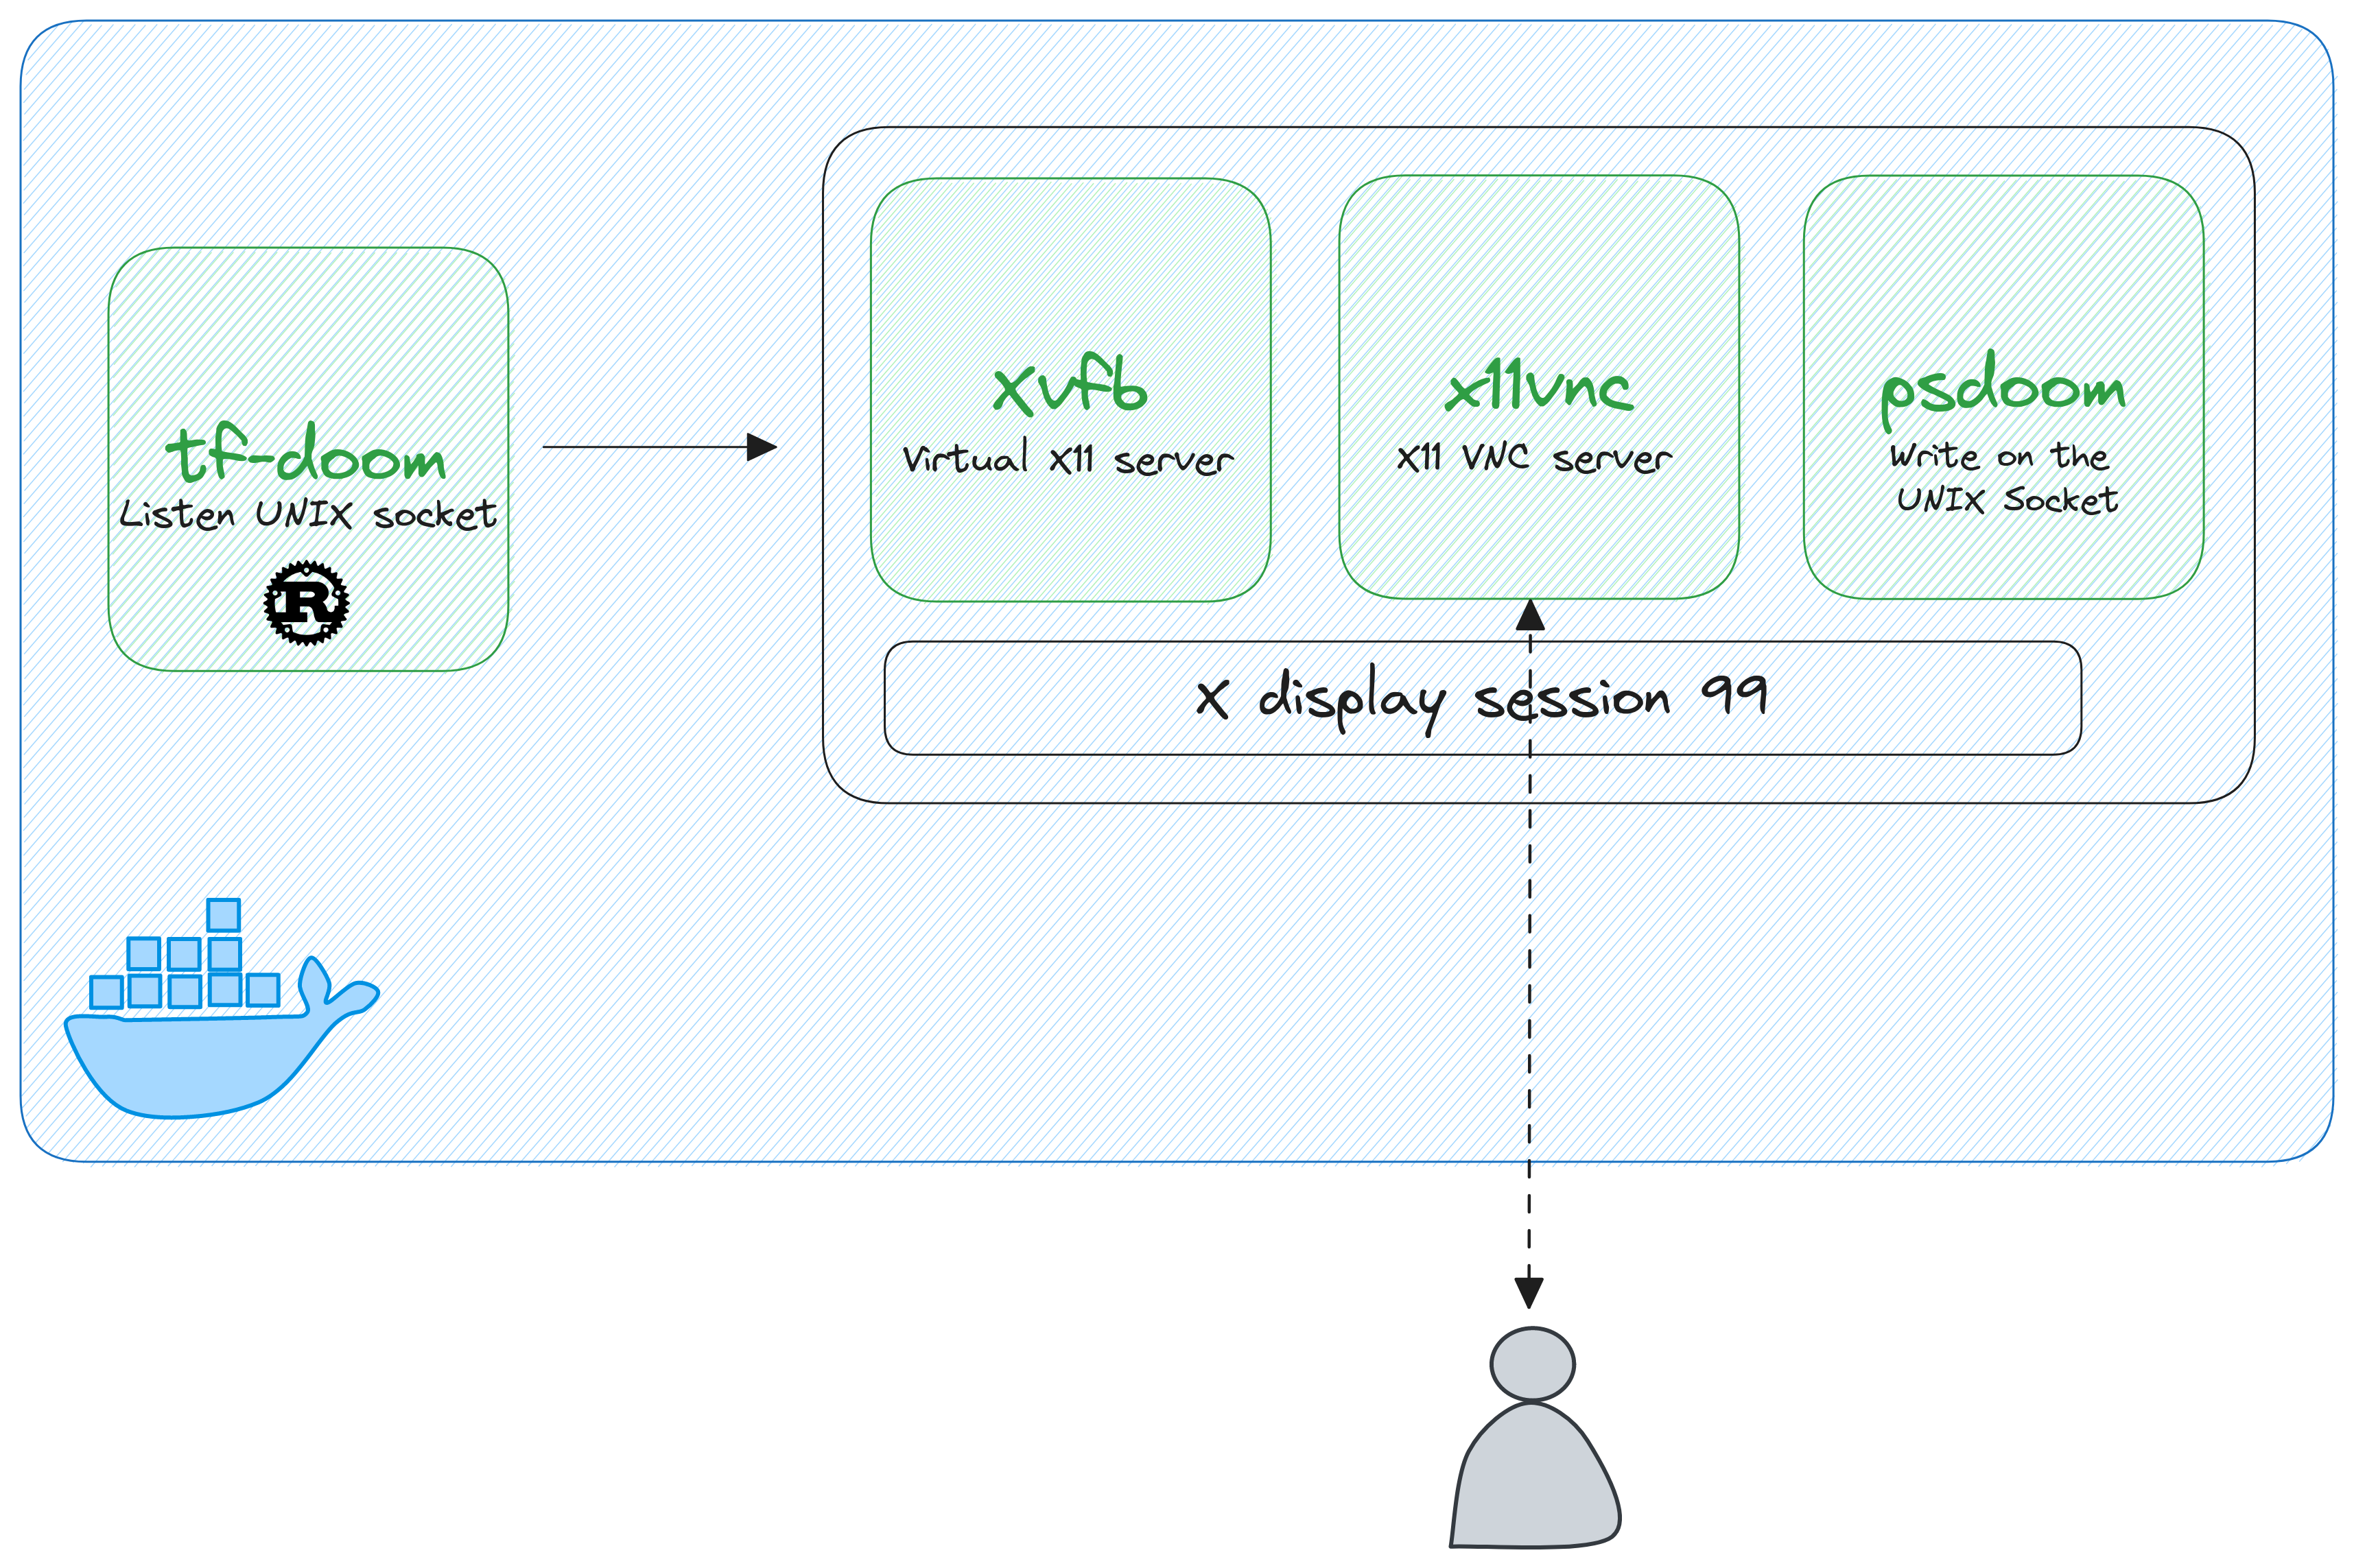 tf-doom
Listen UNIX socket
R
xvfb
Virtual X11 server
x11vnc
X11 VNC server
psdoom
Write on the
UNIX Socket
X display session 99